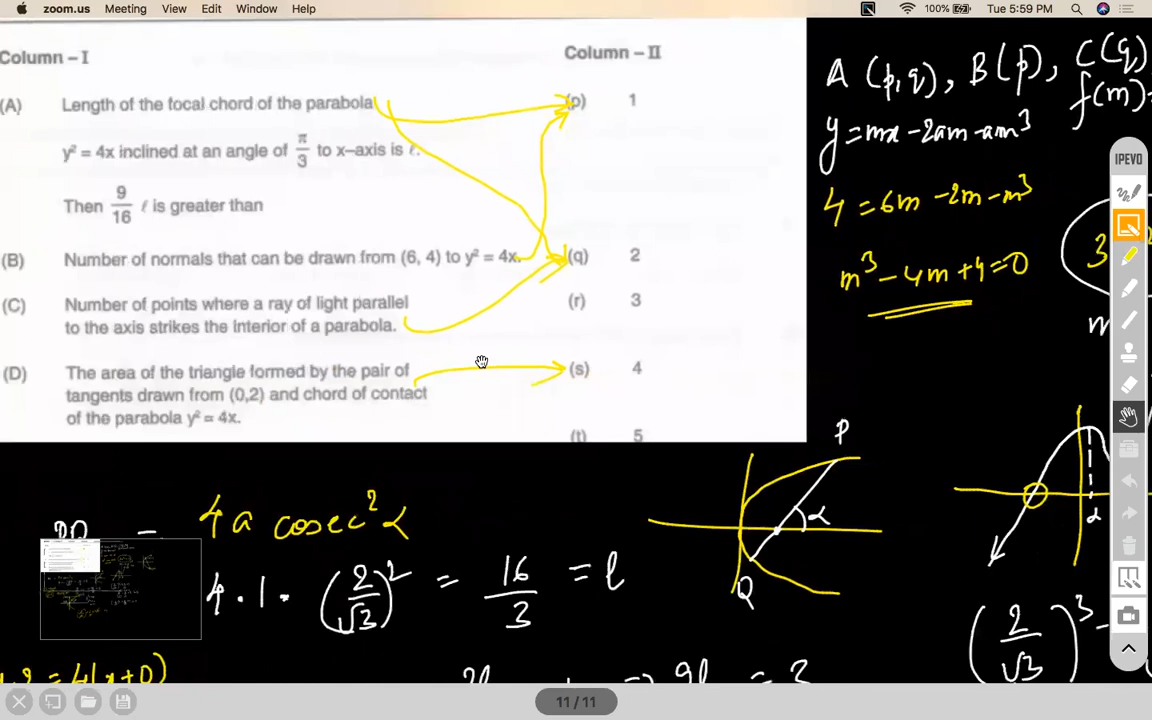 zoom.us Meeting View Edit Window Help 100% Tue 5:59 PM
Column – I Column – II
(A) Length of the focal chord of the parabola (p) 1
y² = 4x inclined at an angle of π/3 to x–axis is ℓ.
Then 9/16 ℓ is greater than
(B) Number of normals that can be drawn from (6, 4) to y² = 4x. (q) 2
(C) Number of points where a ray of light parallel (r) 3
to the axis strikes the interior of a parabola.
(D) The area of the triangle formed by the pair of (s) 4
tangents drawn from (0,2) and chord of contact
of the parabola y² = 4x.
(t) 5
A (p,q), B(p), C(q)
f(m)=
y = mx - 2am - am³
4 = 6m - 2m - m³
m³ - 4m + 4 = 0
3
m
IPEVO
P
α
Q
α
= 4a cosec²α
4 · 1 · (2/√3)² = 16/3 = l
(2/√3)³ -
= 4(x+0)
9l = 3
11 / 11